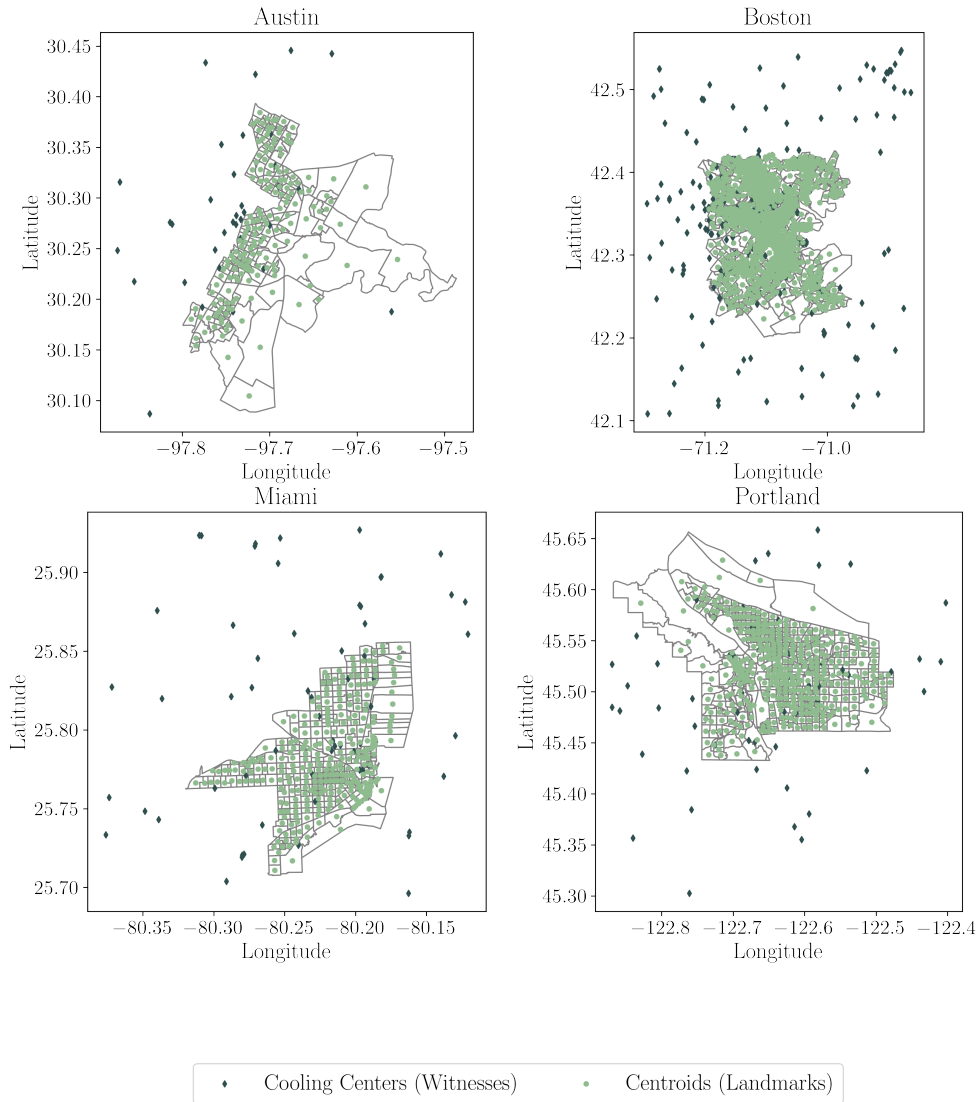 Austin
30.45
30.40
30.35
30.30
30.25
30.20
30.15
30.10
Latitude
−97.8 −97.7 −97.6 −97.5
Longitude
Boston
42.5
42.4
42.3
42.2
42.1
Latitude
−71.2 −71.0
Longitude
Miami
25.90
25.85
25.80
25.75
25.70
Latitude
−80.35 −80.30 −80.25 −80.20 −80.15
Longitude
Portland
45.65
45.60
45.55
45.50
45.45
45.40
45.35
45.30
Latitude
−122.8 −122.7 −122.6 −122.5 −122.4
Longitude
Cooling Centers (Witnesses) Centroids (Landmarks)